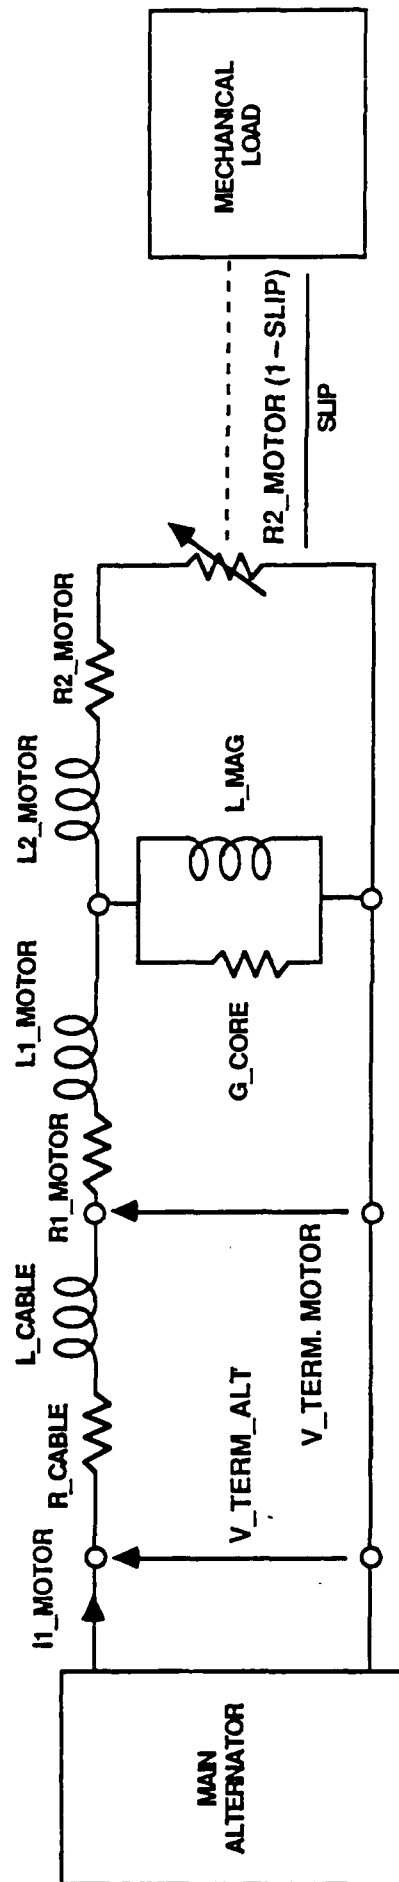 MAIN
ALTERNATOR
I1_MOTOR
R_CABLE
L_CABLE
R1_MOTOR
L1_MOTOR
L2_MOTOR
R2_MOTOR
V_TERM_ALT
V_TERM. MOTOR
G_CORE
L_MAG
R2_MOTOR (1-SLIP)
SLIP
MECHANICAL
LOAD